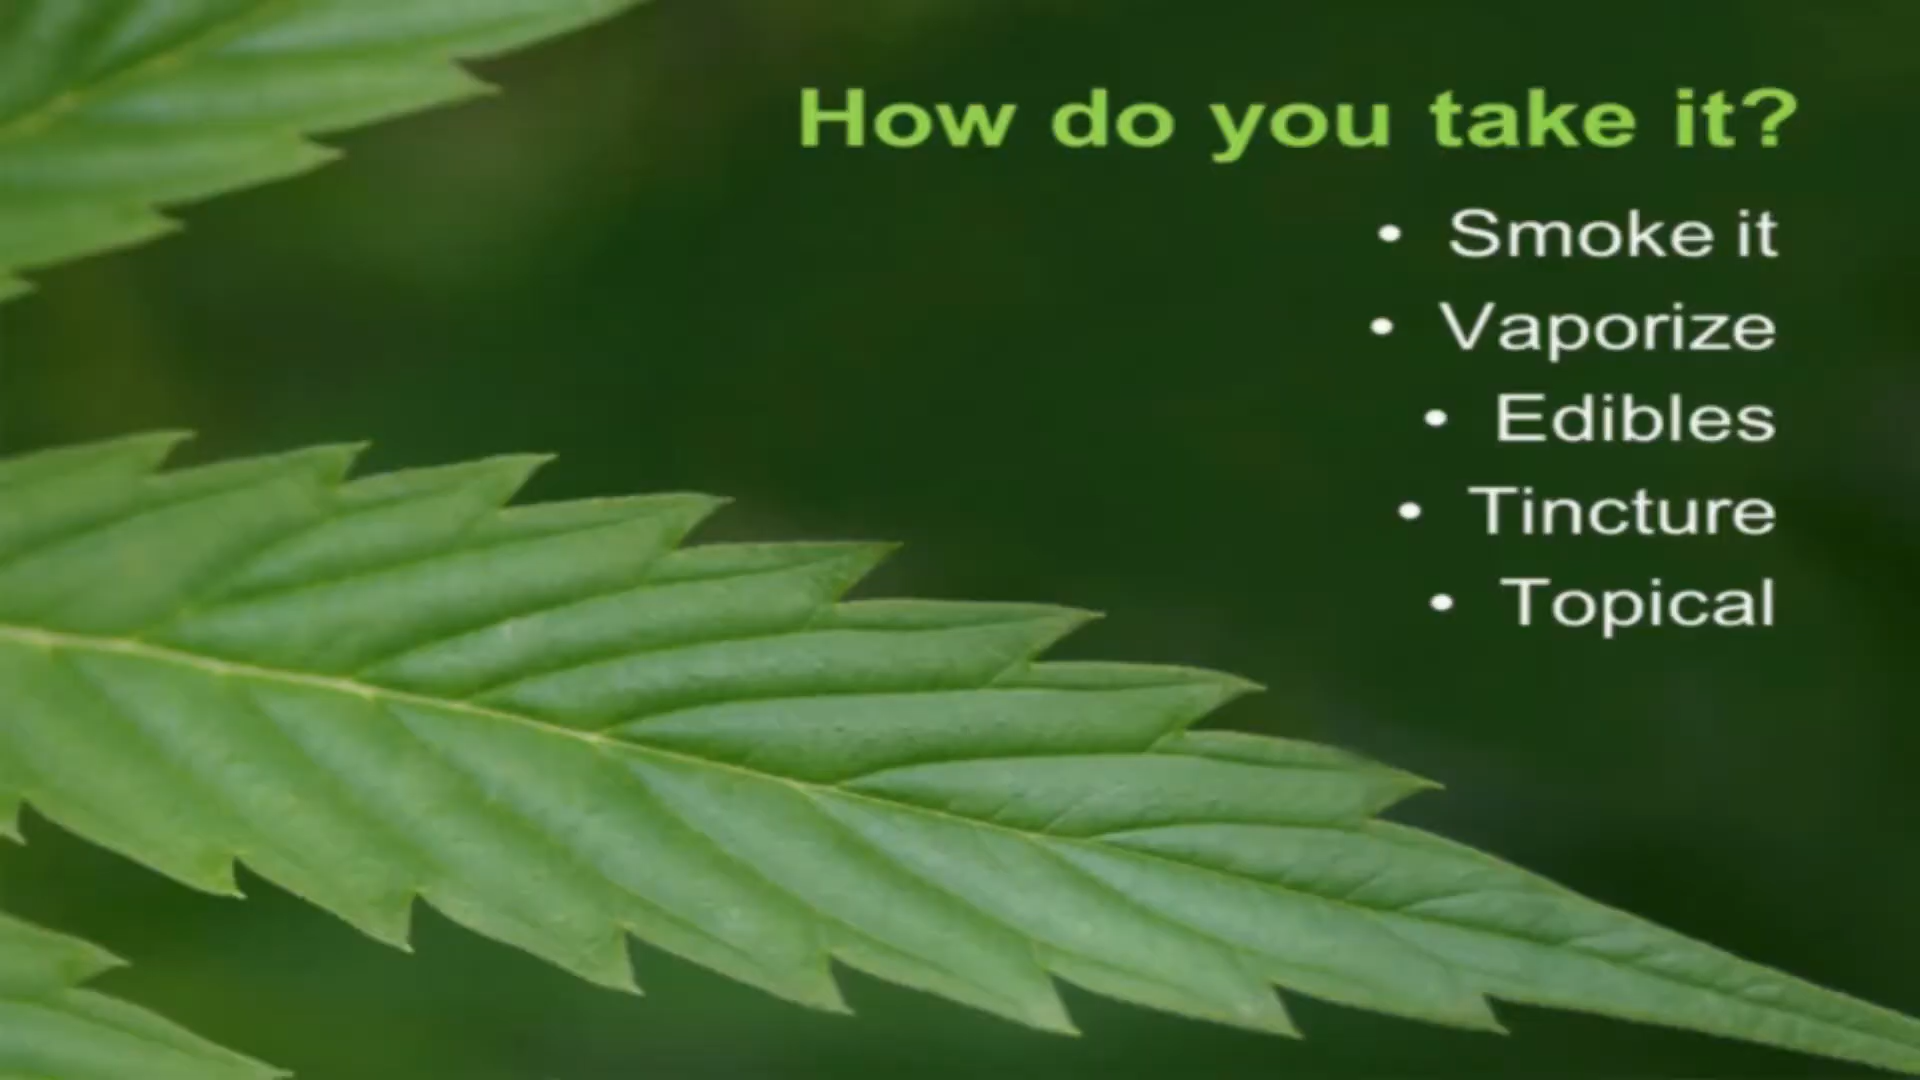 How do you take it?
• Smoke it
• Vaporize
• Edibles
• Tincture
• Topical